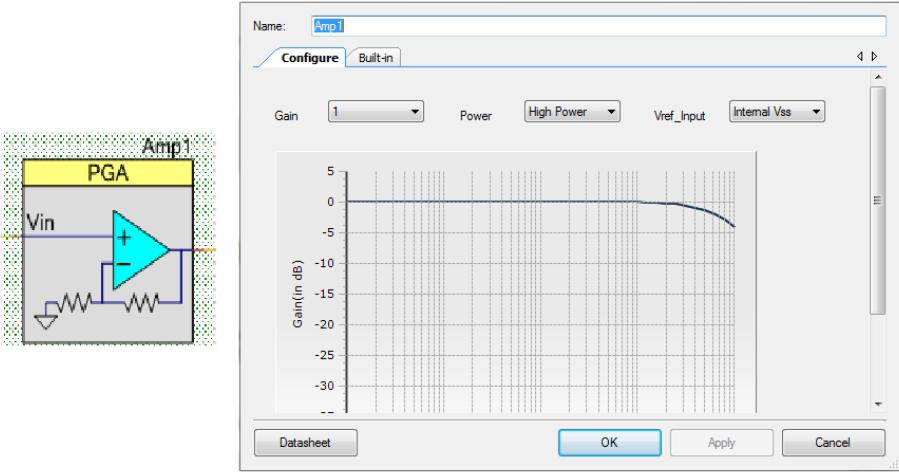 Amp1
PGA
Vin
+
−
Name: Amp1
Configure Built-in
Gain 1 Power High Power Vref_Input Internal Vss
5
0
-5
-10
-15
-20
-25
-30
Gain(in dB)
Datasheet OK Apply Cancel